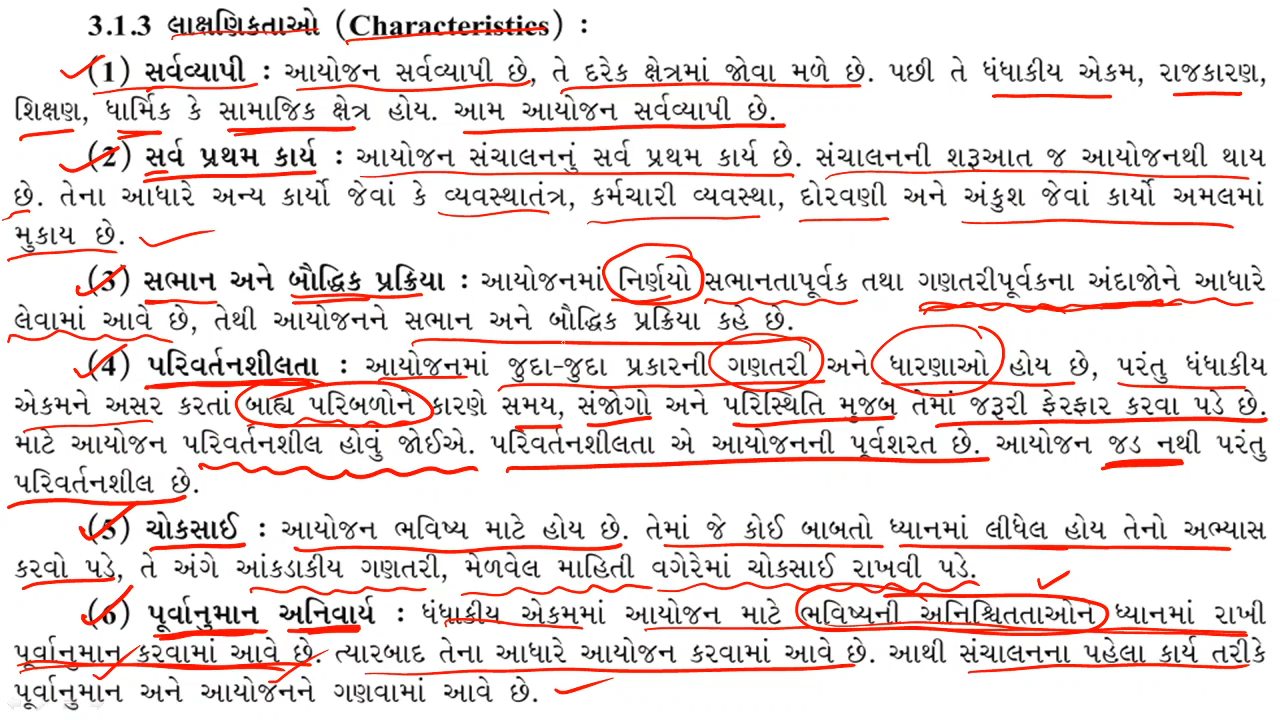 3.1.3 લાક્ષણિકતાઓ (Characteristics) :
(1) સર્વવ્યાપી : આયોજન સર્વવ્યાપી છે, તે દરેક ક્ષેત્રમાં જોવા મળે છે. પછી તે ધંધાકીય એકમ, રાજકારણ,
શિક્ષણ, ધાર્મિક કે સામાજિક ક્ષેત્ર હોય. આમ આયોજન સર્વવ્યાપી છે.
(2) સર્વ પ્રથમ કાર્ય : આયોજન સંચાલનનું સર્વ પ્રથમ કાર્ય છે. સંચાલનની શરૂઆત જ આયોજનથી થાય
છે. તેના આધારે અન્ય કાર્યો જેવાં કે વ્યવસ્થાતંત્ર, કર્મચારી વ્યવસ્થા, દોરવણી અને અંકુશ જેવાં કાર્યો અમલમાં
મુકાય છે.
(3) સભાન અને બૌદ્ધિક પ્રક્રિયા : આયોજનમાં નિર્ણયો સભાનતાપૂર્વક તથા ગણતરીપૂર્વકના અંદાજોને આધારે
લેવામાં આવે છે, તેથી આયોજનને સભાન અને બૌદ્ધિક પ્રક્રિયા કહે છે.
(4) પરિવર્તનશીલતા : આયોજનમાં જુદા-જુદા પ્રકારની ગણતરી અને ધારણાઓ હોય છે, પરંતુ ધંધાકીય
એકમને અસર કરતાં બાહ્ય પરિબળોને કારણે સમય, સંજોગો અને પરિસ્થિતિ મુજબ તેમાં જરૂરી ફેરફાર કરવા પડે છે.
માટે આયોજન પરિવર્તનશીલ હોવું જોઈએ. પરિવર્તનશીલતા એ આયોજનની પૂર્વશરત છે. આયોજન જડ નથી પરંતુ
પરિવર્તનશીલ છે.
(5) ચોકસાઈ : આયોજન ભવિષ્ય માટે હોય છે. તેમાં જે કોઈ બાબતો ધ્યાનમાં લીધેલ હોય તેનો અભ્યાસ
કરવો પડે, તે અંગે આંકડાકીય ગણતરી, મેળવેલ માહિતી વગેરેમાં ચોકસાઈ રાખવી પડે.
(6) પૂર્વાનુમાન અનિવાર્ય : ધંધાકીય એકમમાં આયોજન માટે ભવિષ્યની અનિશ્ચિતતાઓને ધ્યાનમાં રાખી
પૂર્વાનુમાન કરવામાં આવે છે. ત્યારબાદ તેના આધારે આયોજન કરવામાં આવે છે. આથી સંચાલનના પહેલા કાર્ય તરીકે
પૂર્વાનુમાન અને આયોજનને ગણવામાં આવે છે.